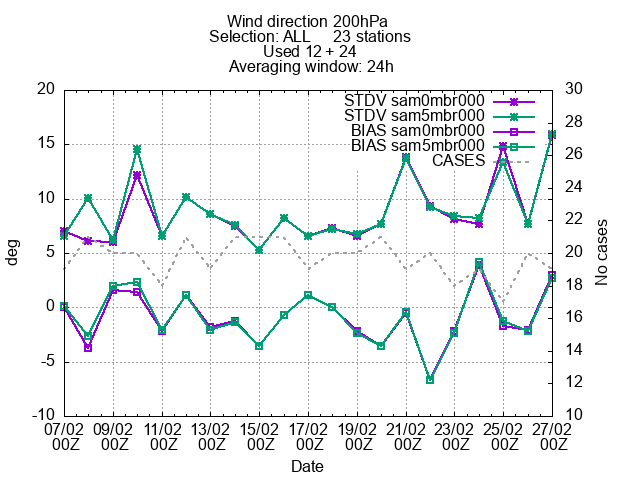 Wind direction 200hPa
Selection: ALL 23 stations
Used 12 + 24
Averaging window: 24h
20
15
10
5
0
-5
-10
deg
30
28
26
24
22
20
18
16
14
12
10
No cases
STDV sam0mbr000
STDV sam5mbr000
BIAS sam0mbr000
BIAS sam5mbr000
CASES
07/02 09/02 11/02 13/02 15/02 17/02 19/02 21/02 23/02 25/02 27/02
00Z 00Z 00Z 00Z 00Z 00Z 00Z 00Z 00Z 00Z 00Z
Date